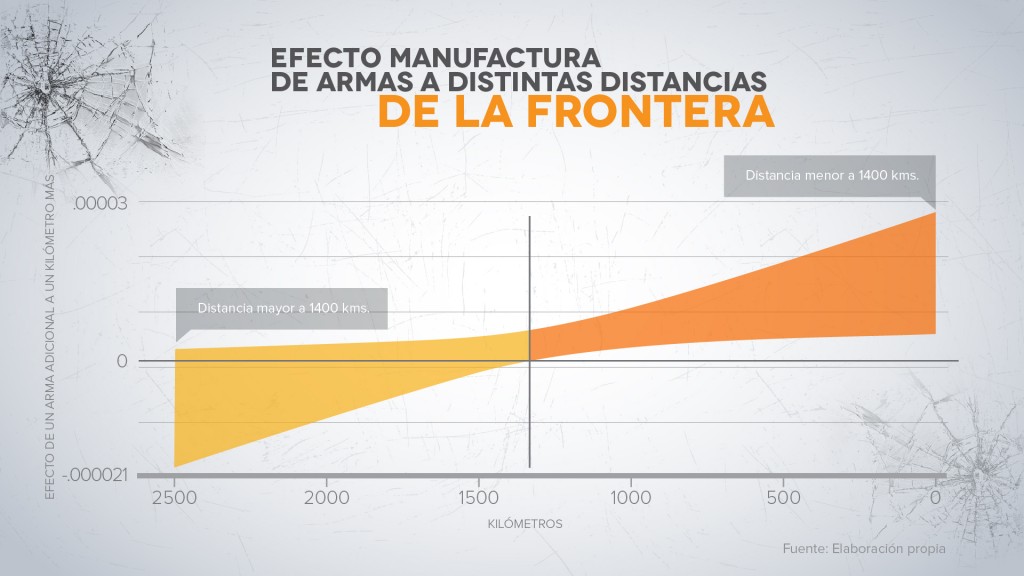 EFECTO MANUFACTURA
DE ARMAS A DISTINTAS DISTANCIAS
DE LA FRONTERA
Distancia menor a 1400 kms.
.00003
Distancia mayor a 1400 kms.
0
-.000021
EFECTO DE UN ARMA ADICIONAL A UN KILÓMETRO MÁS
2500 2000 1500 1000 500 0
KILÓMETROS
Fuente: Elaboración propia